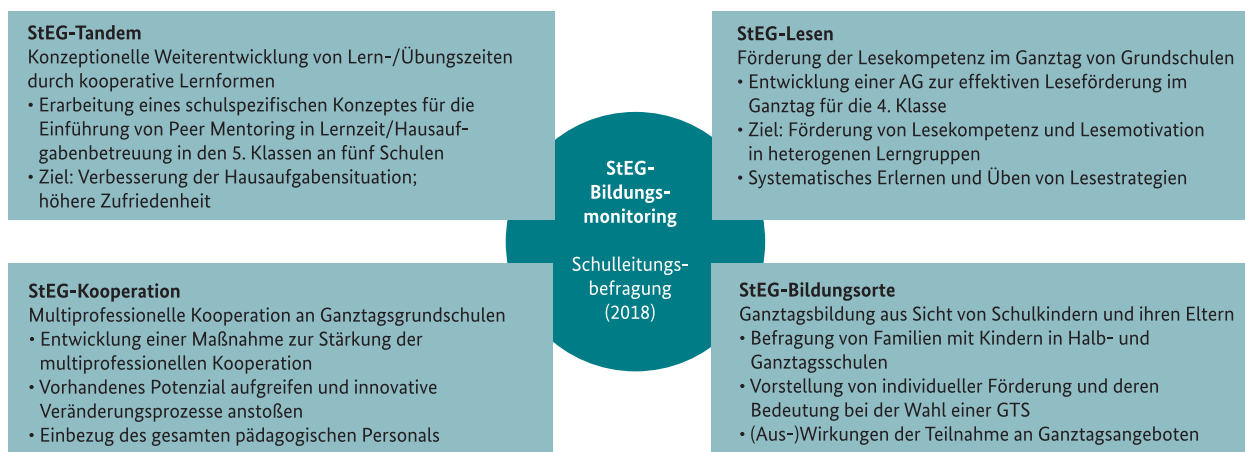 StEG-Tandem
Konzeptionelle Weiterentwicklung von Lern-/Übungszeiten
durch kooperative Lernformen
• Erarbeitung eines schulspezifischen Konzeptes für die
Einführung von Peer Mentoring in Lernzeit/Hausauf-
gabenbetreuung in den 5. Klassen an fünf Schulen
• Ziel: Verbesserung der Hausaufgabensituation;
höhere Zufriedenheit
StEG-Lesen
Förderung der Lesekompetenz im Ganztag von Grundschulen
• Entwicklung einer AG zur effektiven Leseförderung im
Ganztag für die 4. Klasse
• Ziel: Förderung von Lesekompetenz und Lesemotivation
in heterogenen Lerngruppen
• Systematisches Erlernen und Üben von Lesestrategien
StEG-
Bildungs-
monitoring
Schulleitungs-
befragung
(2018)
StEG-Kooperation
Multiprofessionelle Kooperation an Ganztagsgrundschulen
• Entwicklung einer Maßnahme zur Stärkung der
multiprofessionellen Kooperation
• Vorhandenes Potenzial aufgreifen und innovative
Veränderungsprozesse anstoßen
• Einbezug des gesamten pädagogischen Personals
StEG-Bildungsorte
Ganztagsbildung aus Sicht von Schulkindern und ihren Eltern
• Befragung von Familien mit Kindern in Halb- und
Ganztagsschulen
• Vorstellung von individueller Förderung und deren
Bedeutung bei der Wahl einer GTS
• (Aus-)Wirkungen der Teilnahme an Ganztagsangeboten